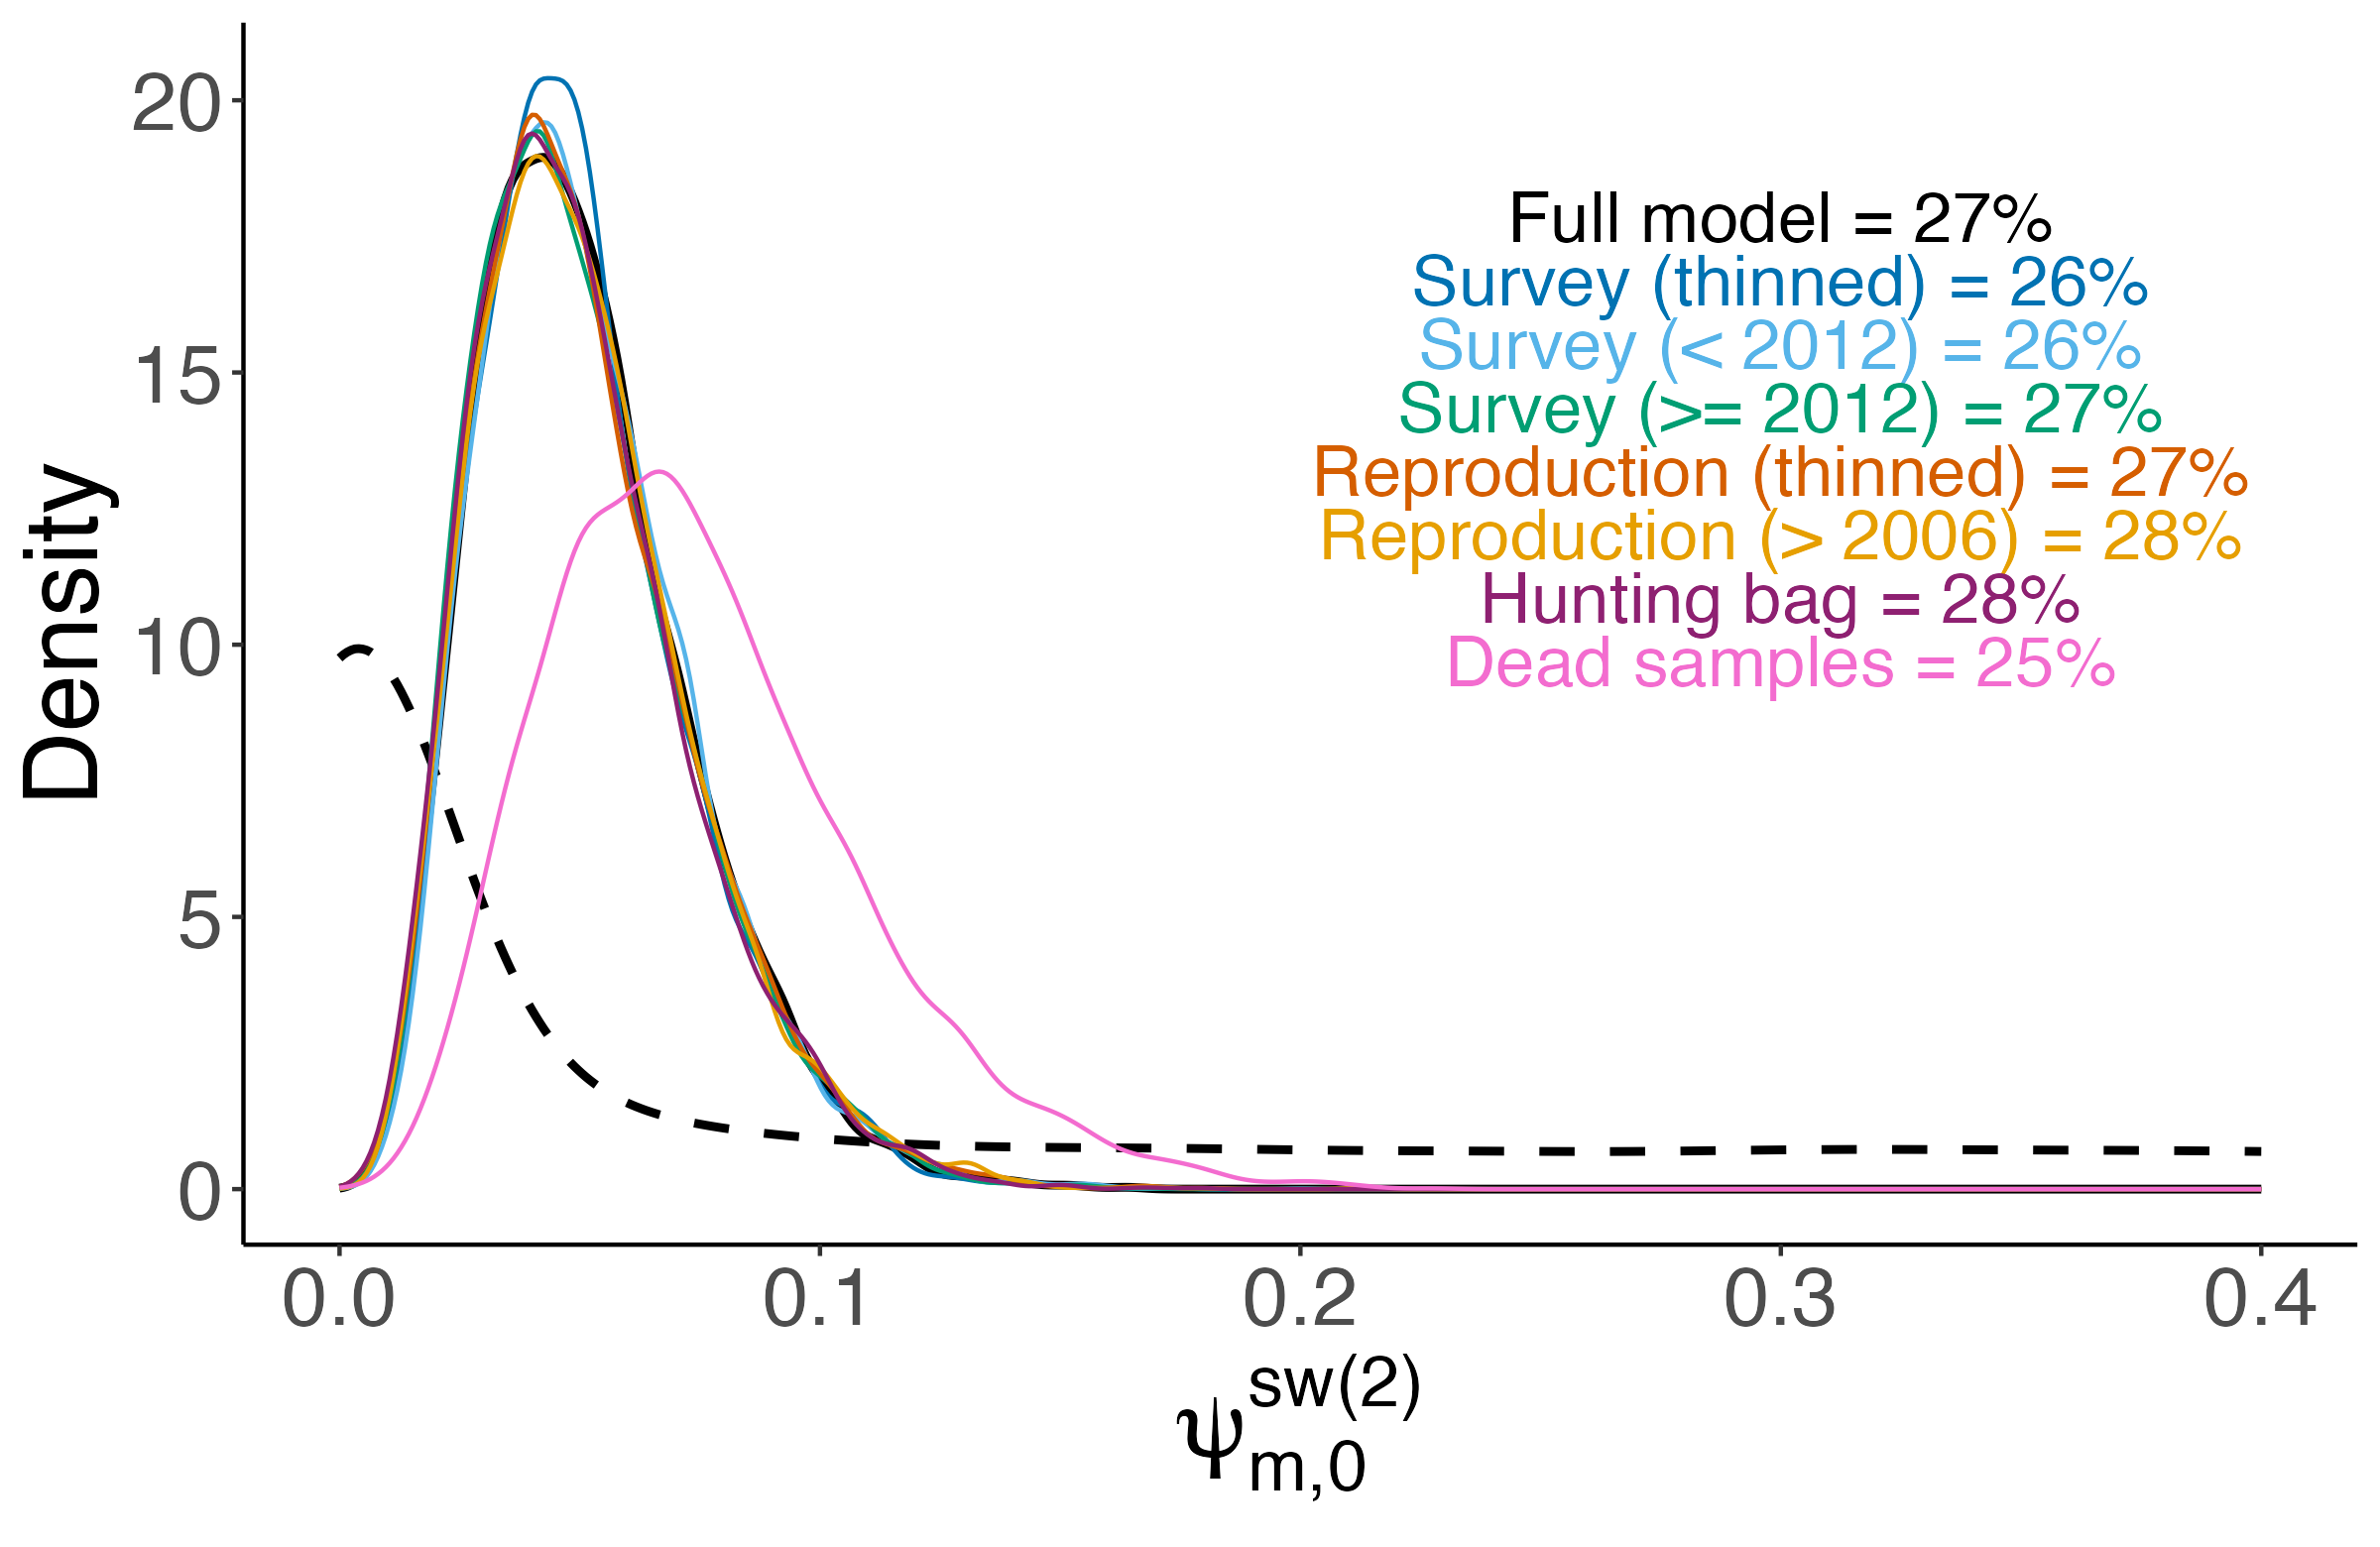 20
15
10
5
0
Density
Full model = 27%
Survey (thinned) = 26%
Survey (< 2012) = 26%
Survey (>= 2012) = 27%
Reproduction (thinned) = 27%
Reproduction (> 2006) = 28%
Hunting bag = 28%
Dead samples = 25%
0.0 0.1 0.2 0.3 0.4
ψ sw(2) m,0